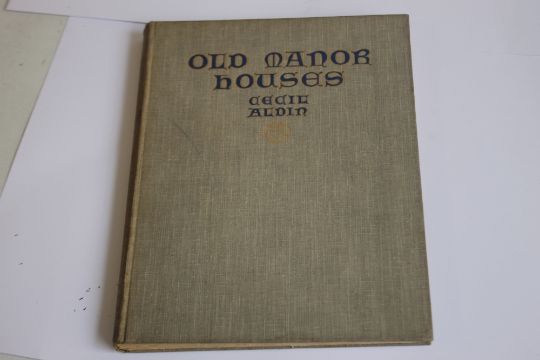 OLD MANOR
HOUSES
CECIL
ALDIN